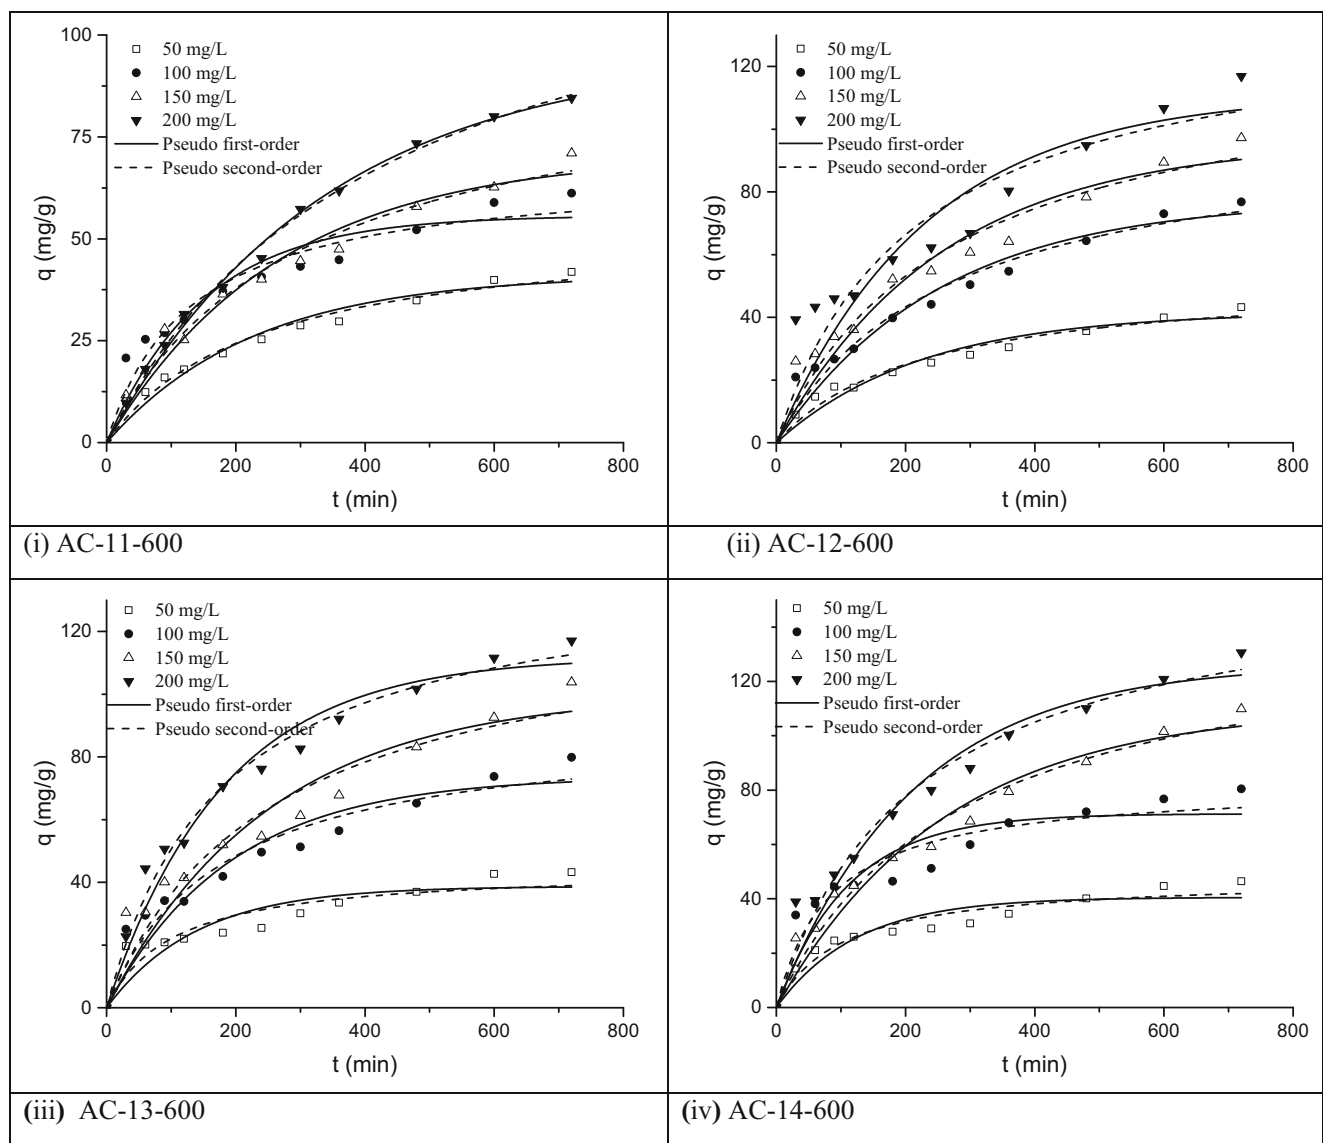 100
75
50
25
0
q (mg/g)
50 mg/L
100 mg/L
150 mg/L
200 mg/L
Pseudo first-order
Pseudo second-order
0 200 400 600 800
t (min)
120
80
40
0
q (mg/g)
50 mg/L
100 mg/L
150 mg/L
200 mg/L
Pseudo first-order
Pseudo second-order
0 200 400 600 800
t (min)
(i) AC-11-600
(ii) AC-12-600
120
80
40
0
q (mg/g)
50 mg/L
100 mg/L
150 mg/L
200 mg/L
Pseudo first-order
Pseudo second-order
0 200 400 600 800
t (min)
120
80
40
0
q (mg/g)
50 mg/L
100 mg/L
150 mg/L
200 mg/L
Pseudo first-order
Pseudo second-order
0 200 400 600 800
t (min)
(iii) AC-13-600
(iv) AC-14-600